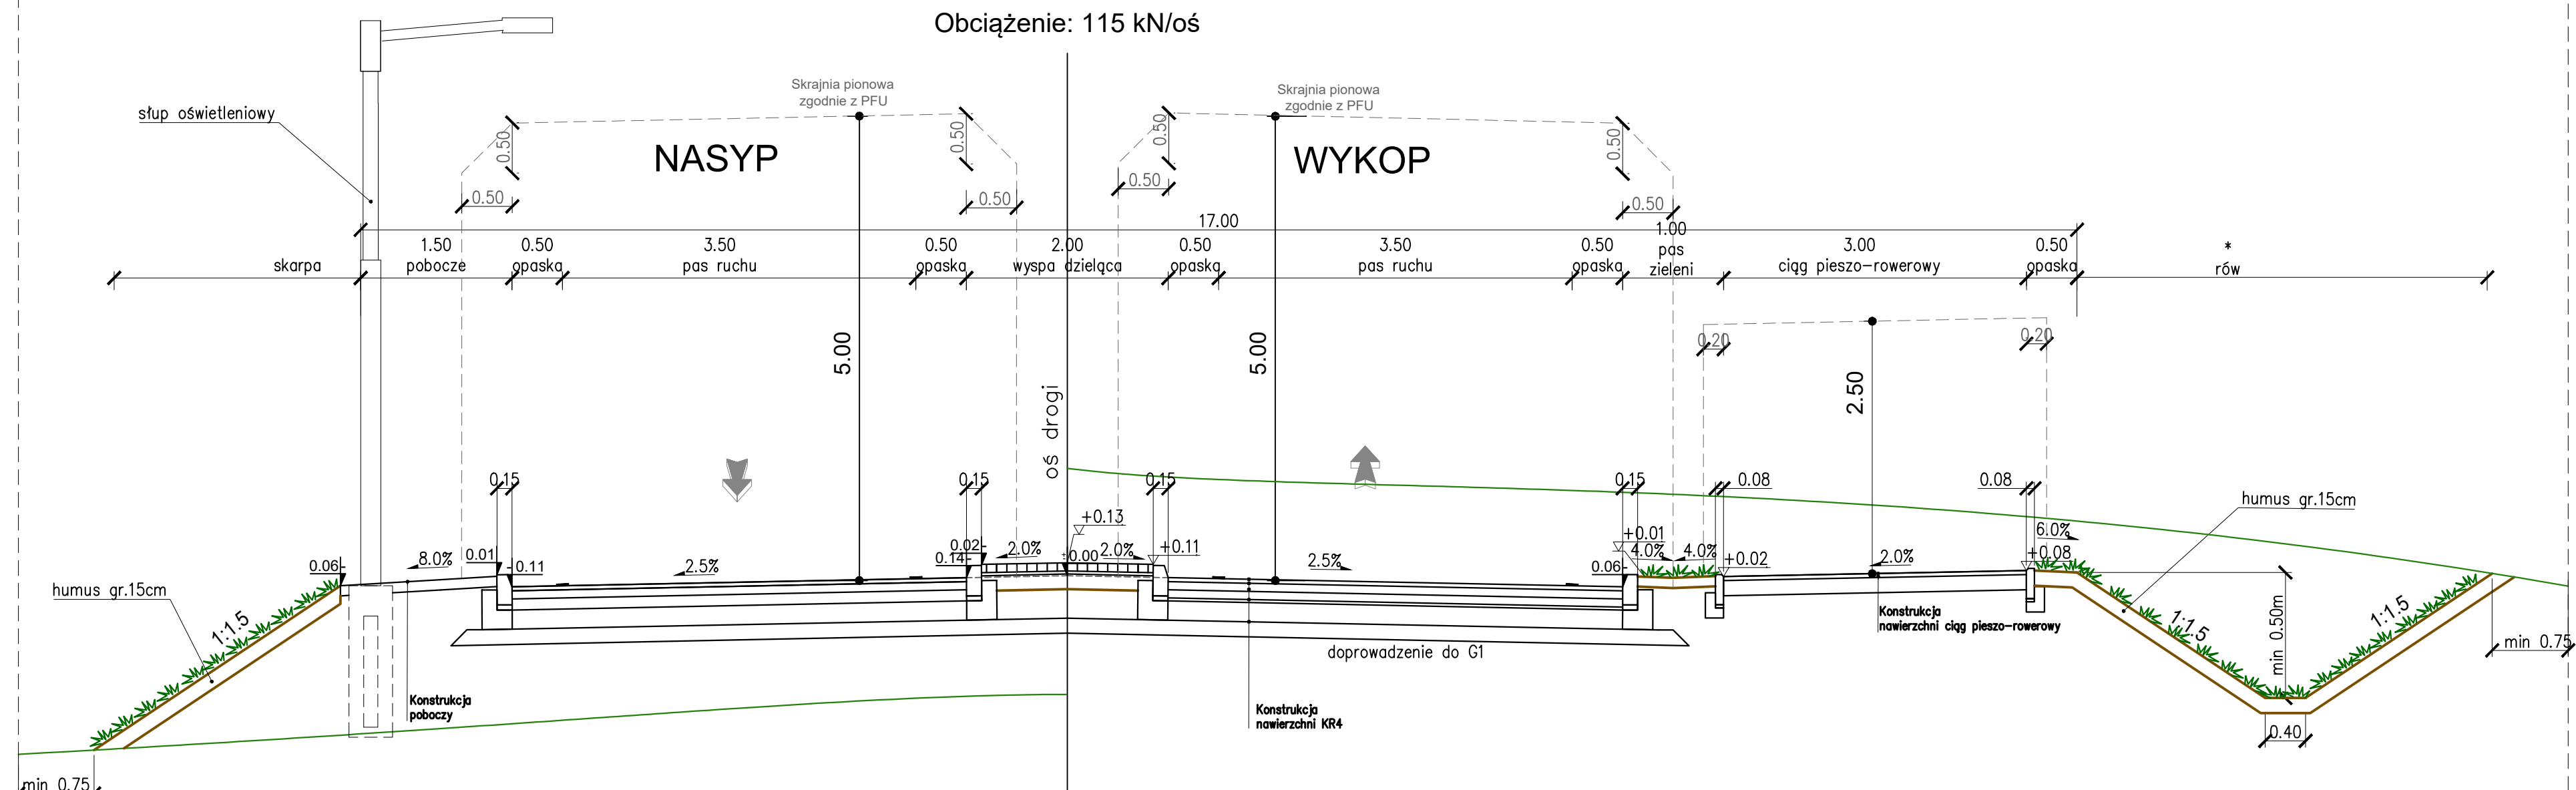 Obciążenie: 115 kN/oś
Skrajnia pionowa
zgodnie z PFU
Skrajnia pionowa
zgodnie z PFU
słup oświetleniowy
NASYP
WYKOP
0.50
0.50
0.50
0.50
0.50
0.50
0.50
0.50
17.00
1.50
0.50
3.50
0.50
2.00
0.50
3.50
0.50
1.00
3.00
0.50
*
skarpa
pobocze
opaska
pas ruchu
opaska
wyspa dzieląca
opaska
pas ruchu
opaska
pas
zieleni
ciąg pieszo-rowerowy
opaska
rów
5.00
5.00
2.50
0.20
0.20
oś drogi
0.15
0.15
0.15
0.15
0.08
0.08
humus gr.15cm
+0.13
0.06
8.0%
0.01
-0.11
2.5%
0.02
0.14
2.0%
±0.00
2.0%
+0.11
2.5%
0.06
+0.01
4.0%
4.0%
+0.02
2.0%
6.0%
+0.08
humus gr.15cm
1:1.5
1:1.5
1:1.5
min 0.50m
min 0.75
Konstrukcja
nawierzchni ciąg pieszo-rowerowy
doprowadzenie do G1
Konstrukcja
poboczy
Konstrukcja
nawierzchni KR4
0.40
min 0.75